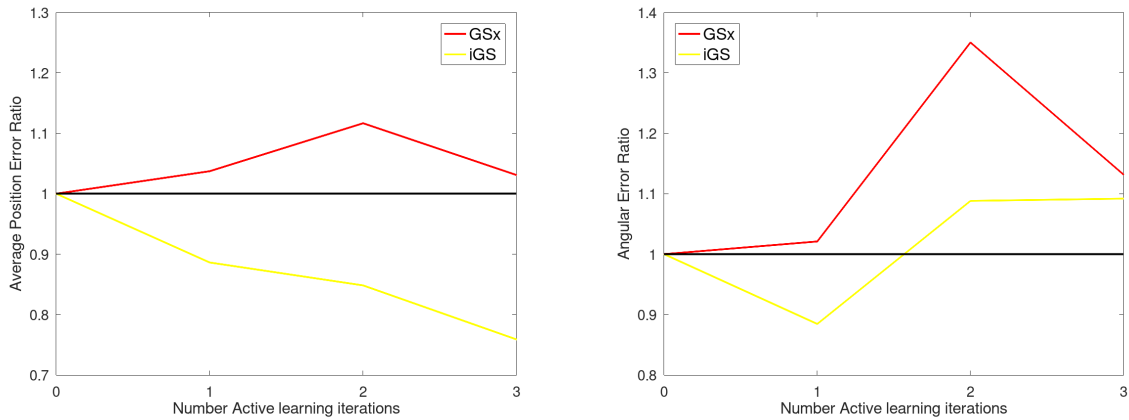 1.3
1.2
1.1
1
0.9
0.8
0.7
Average Position Error Ratio
GSx
iGS
0 1 2 3
Number Active learning iterations
1.4
1.3
1.2
1.1
1
0.9
0.8
Angular Error Ratio
GSx
iGS
0 1 2 3
Number Active learning iterations